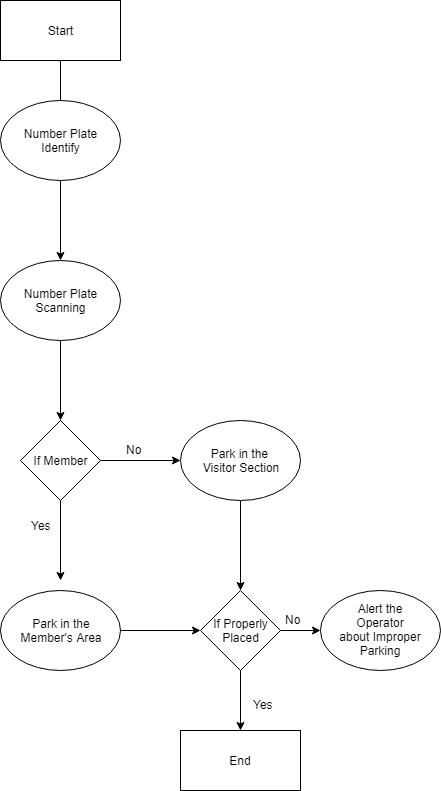 Start
Number Plate
Identify
Number Plate
Scanning
If Member
No
Park in the
Visitor Section
Yes
Park in the
Member's Area
If Properly
Placed
No
Alert the
Operator
about Improper
Parking
Yes
End